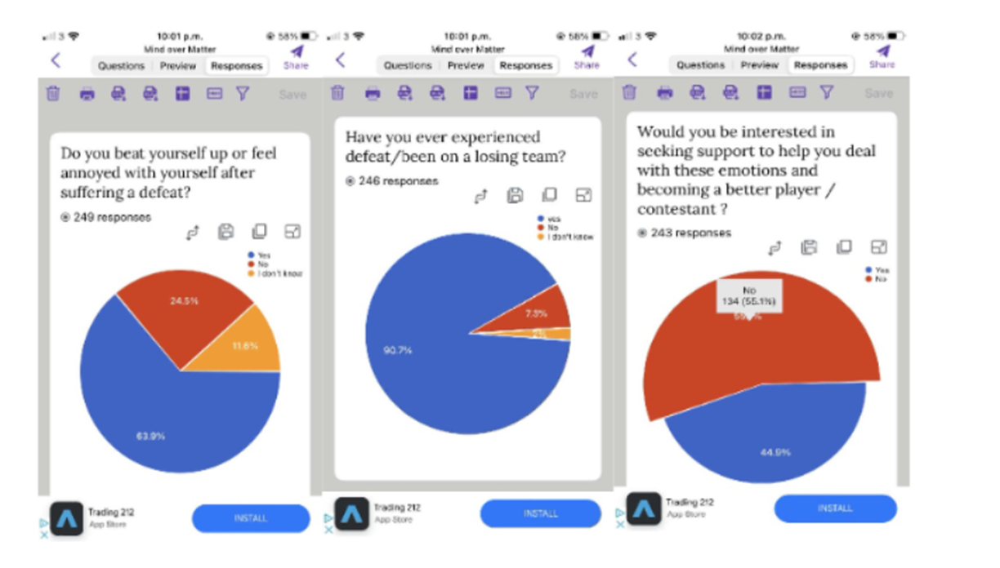 3
10:01 p.m.
58%
Mind over Matter
Questions Preview Responses
Share
Save
Do you beat yourself up or feel
annoyed with yourself after
suffering a defeat?
249 responses
Yes
No
I don't know
24.5%
11.6%
63.9%
Trading 212
App Store
INSTALL
3
10:01 p.m.
58%
Mind over Matter
Questions Preview Responses
Share
Save
Have you ever experienced
defeat/been on a losing team?
246 responses
yes
No
I don't know
7.3%
2%
90.7%
Trading 212
App Store
INSTALL
3
10:02 p.m.
58%
Mind over Matter
Questions Preview Responses
Share
Save
Would you be interested in
seeking support to help you deal
with these emotions and
becoming a better player /
contestant ?
243 responses
Yes
No
No
134 (55.1%)
44.9%
Trading 212
App Store
INSTALL